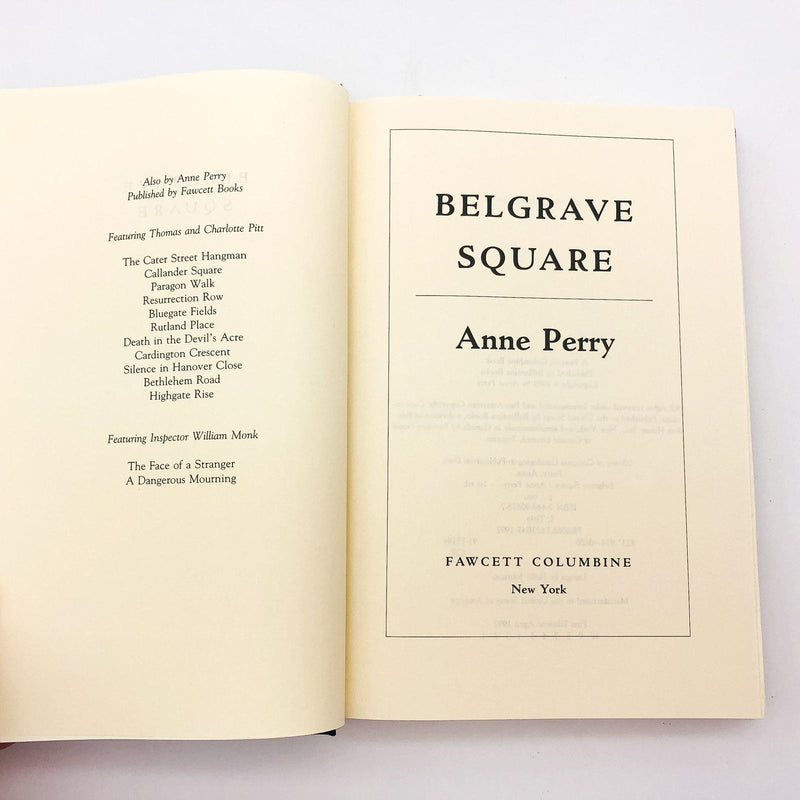 Also by Anne Perry
Published by Fawcett Books
Featuring Thomas and Charlotte Pitt
The Cater Street Hangman
Callander Square
Paragon Walk
Resurrection Row
Bluegate Fields
Rutland Place
Death in the Devil's Acre
Cardington Crescent
Silence in Hanover Close
Bethlehem Road
Highgate Rise
Featuring Inspector William Monk
The Face of a Stranger
A Dangerous Mourning
BELGRAVE
SQUARE
Anne Perry
FAWCETT COLUMBINE
New York